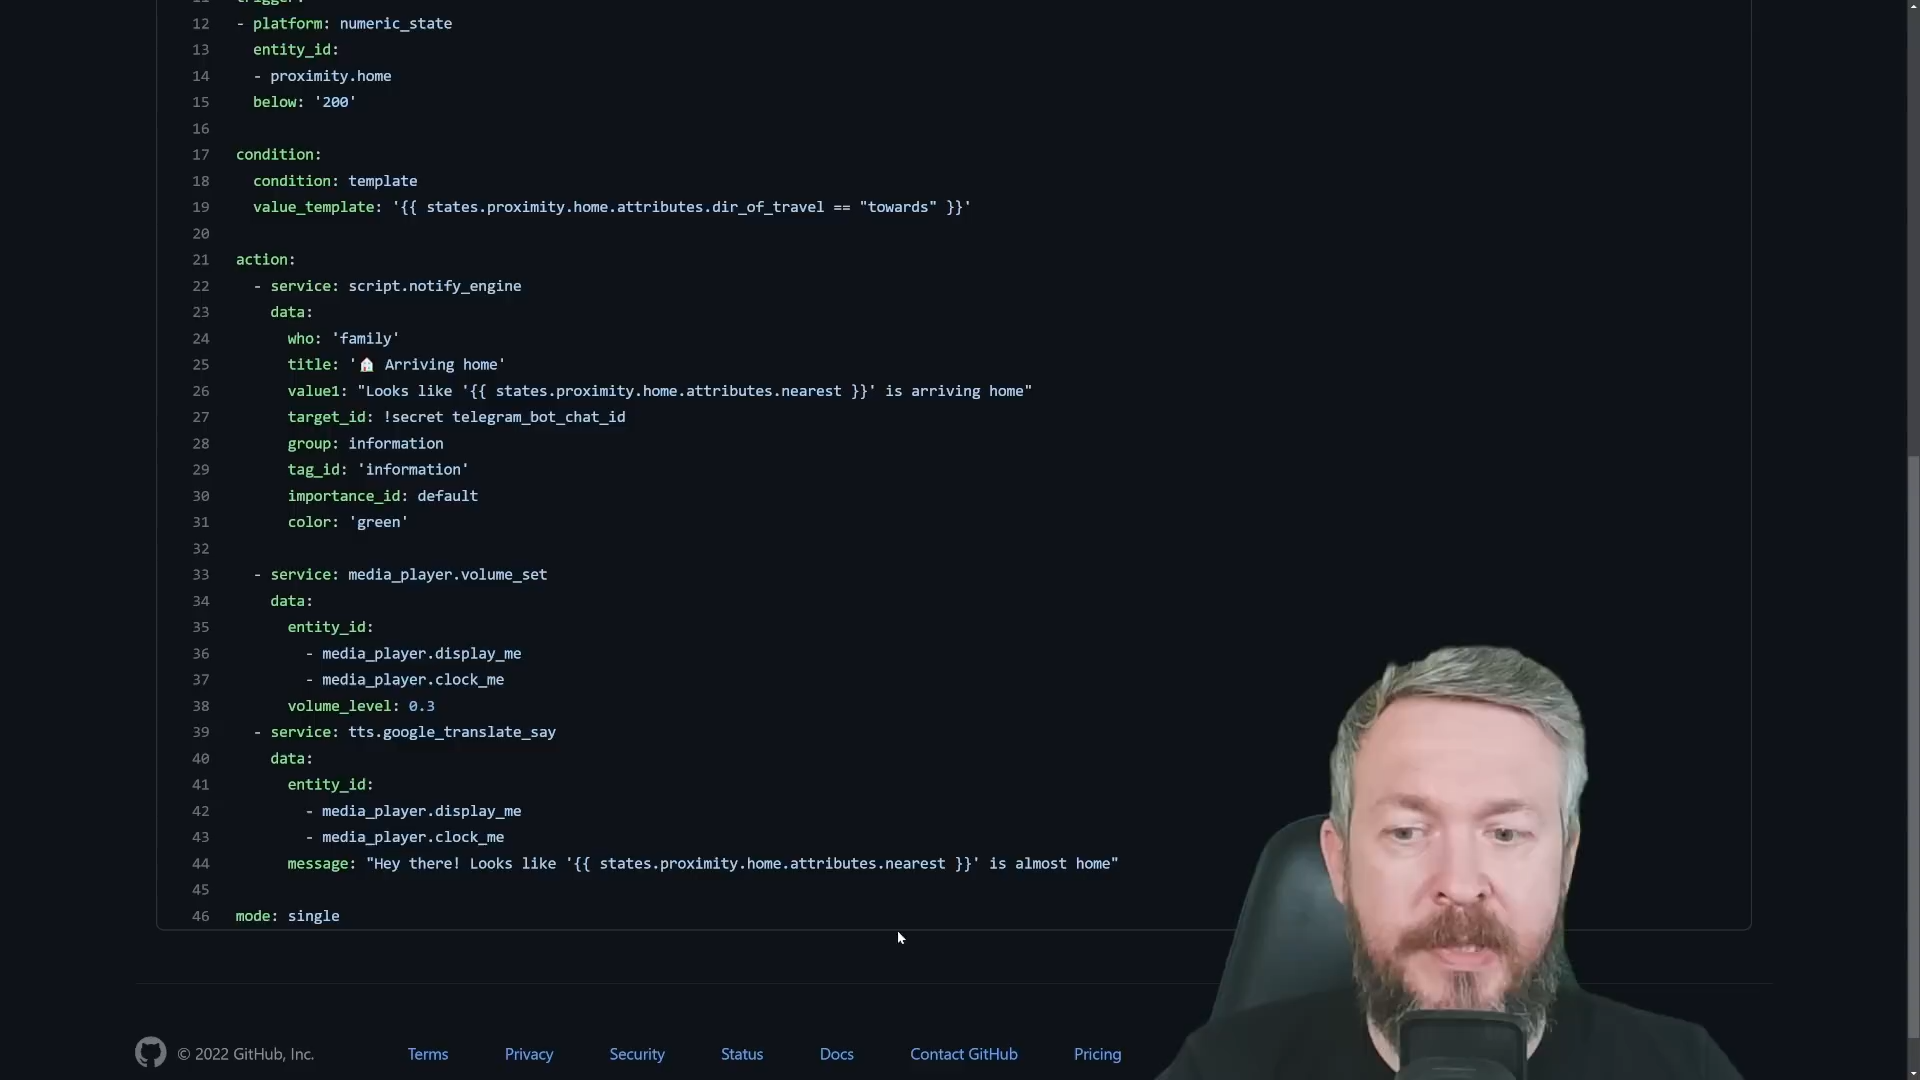 12 - platform: numeric_state
13 entity_id:
14 - proximity.home
15 below: '200'
16
17 condition:
18 condition: template
19 value_template: '{{ states.proximity.home.attributes.dir_of_travel == "towards" }}'
20
21 action:
22 - service: script.notify_engine
23 data:
24 who: 'family'
25 title: '🏠 Arriving home'
26 value1: "Looks like '{{ states.proximity.home.attributes.nearest }}' is arriving home"
27 target_id: !secret telegram_bot_chat_id
28 group: information
29 tag_id: 'information'
30 importance_id: default
31 color: 'green'
32
33 - service: media_player.volume_set
34 data:
35 entity_id:
36 - media_player.display_me
37 - media_player.clock_me
38 volume_level: 0.3
39 - service: tts.google_translate_say
40 data:
41 entity_id:
42 - media_player.display_me
43 - media_player.clock_me
44 message: "Hey there! Looks like '{{ states.proximity.home.attributes.nearest }}' is almost home"
45
46 mode: single
© 2022 GitHub, Inc. Terms Privacy Security Status Docs Contact GitHub Pricing